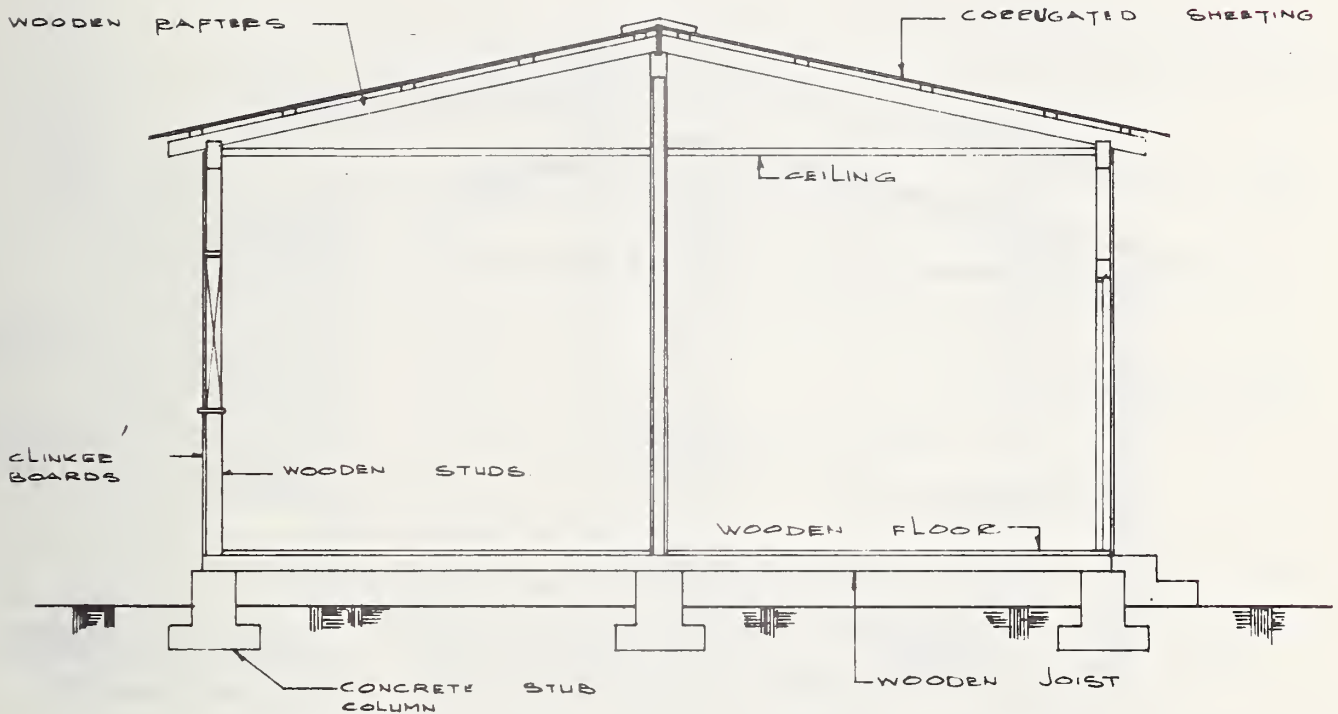 WOODEN RAFTERS
CORRUGATED SHEETING
CEILING
CLINKER
BOARDS
WOODEN STUDS.
WOODEN FLOOR.
CONCRETE STUB
COLUMN
WOODEN JOIST